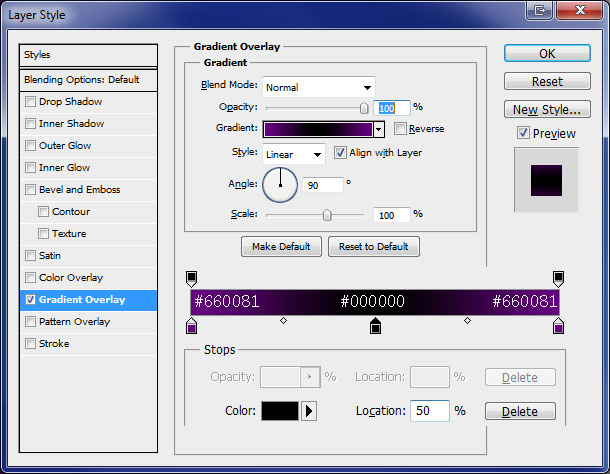 Layer Style
Styles
Blending Options: Default
Drop Shadow
Inner Shadow
Outer Glow
Inner Glow
Bevel and Emboss
Contour
Texture
Satin
Color Overlay
Gradient Overlay
Pattern Overlay
Stroke
Gradient Overlay
Gradient
Blend Mode: Normal
Opacity: 100 %
Gradient: Reverse
Style: Linear Align with Layer
Angle: 90 °
Scale: 100 %
Make Default Reset to Default
#660081 #000000 #660081
Stops
Opacity: % Location: % Delete
Color: Location: 50 % Delete
OK
Reset
New Style...
Preview